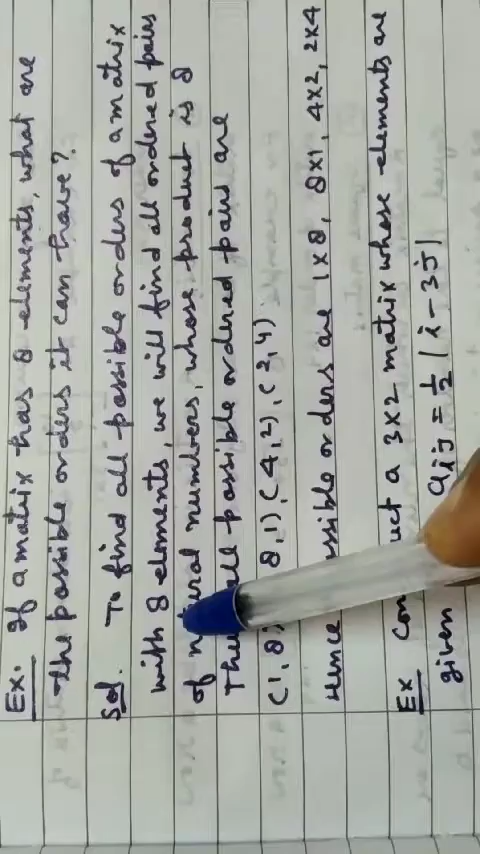 Ex. If a matrix has 8 elements, what are
the possible orders it can have?
Sol. To find all possible orders of a matrix
with 8 elements, we will find all ordered pairs
of natural numbers, whose product is 8
all possible ordered pairs are
(1,8) 8,1), (4,2), (2,4)
Hence possible orders are 1×8, 8×1, 4×2, 2×4
Ex a 3×2 matrix whose elements are
given aij = 1/2 |i-3j|